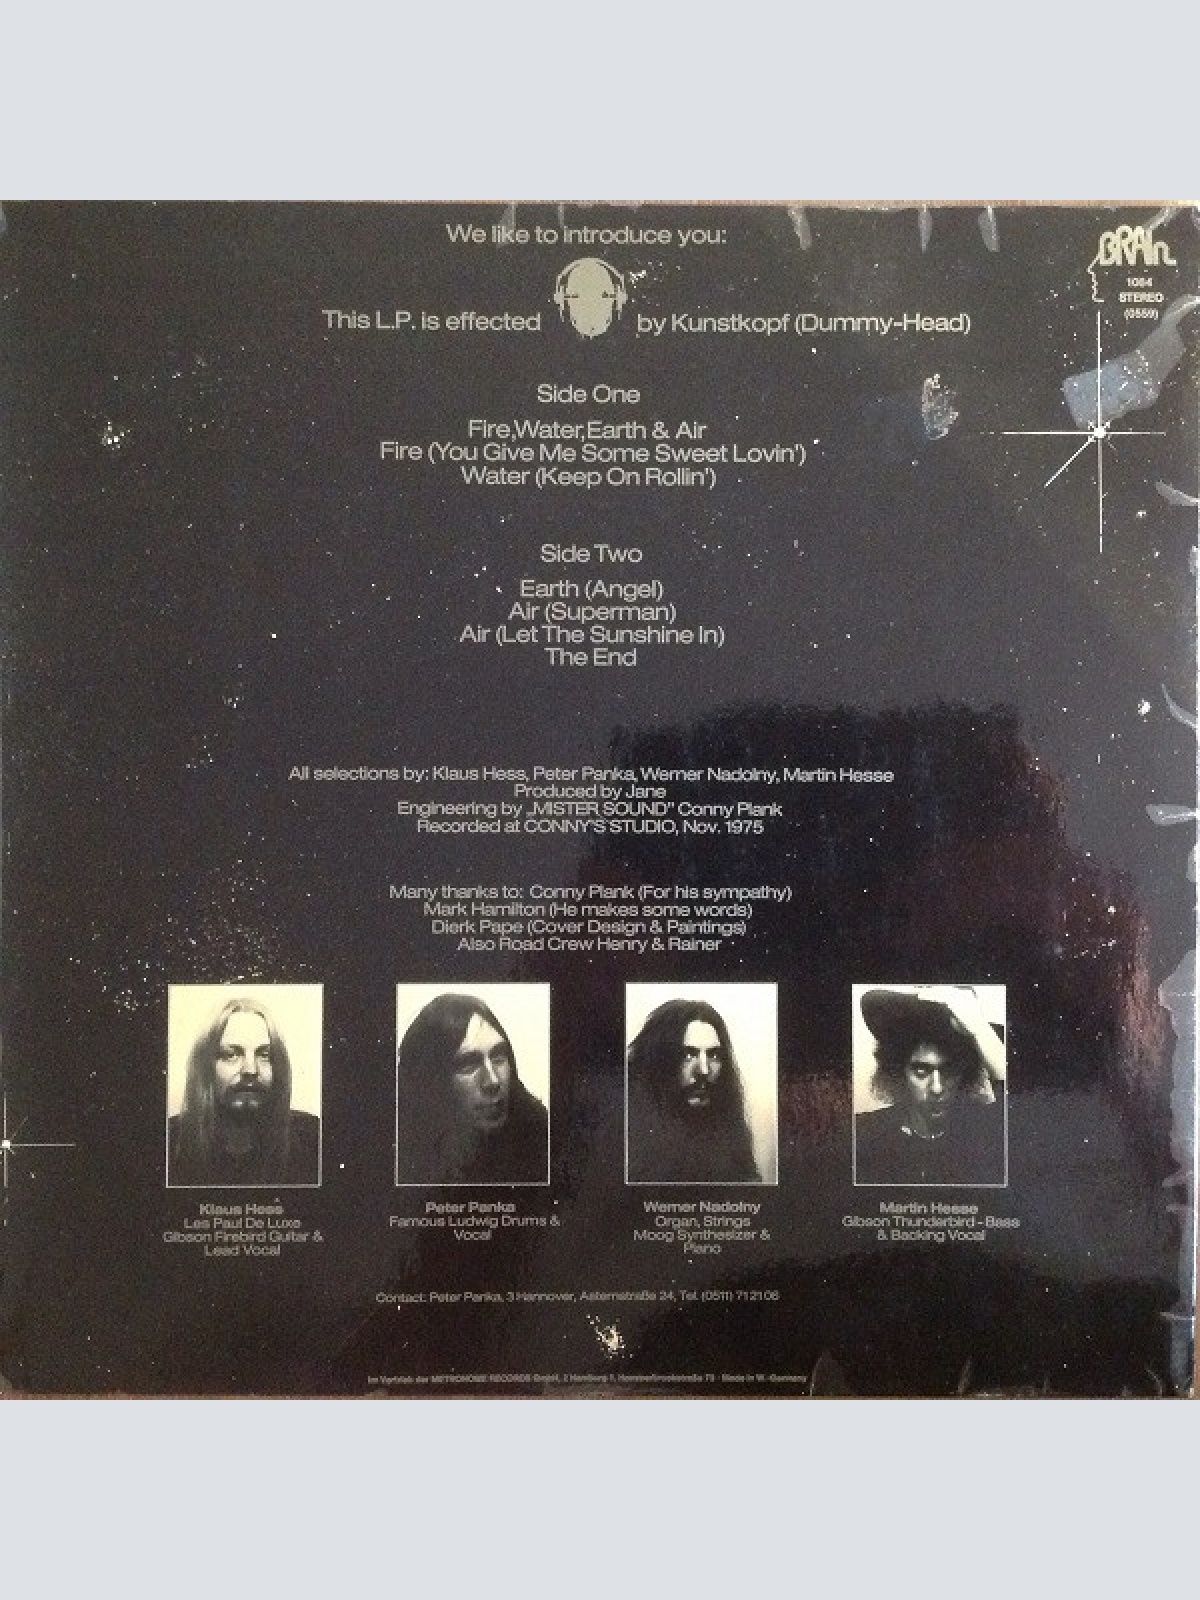 We like to introduce you:
BRAIN
1084
STEREO
(0559)
This L.P. is effected by Kunstkopf (Dummy-Head)
Side One
Fire,Water,Earth & Air
Fire (You Give Me Some Sweet Lovin')
Water (Keep On Rollin')
Side Two
Earth (Angel)
Air (Superman)
Air (Let The Sunshine In)
The End
All selections by: Klaus Hess, Peter Panka, Werner Nadolny, Martin Hesse
Produced by Jane
Engineering by „MISTER SOUND” Conny Plank
Recorded at CONNY'S STUDIO, Nov. 1975
Many thanks to: Conny Plank (For his sympathy)
Mark Hamilton (He makes some words)
Dierk Pape (Cover Design & Paintings)
Also Road Crew Henry & Rainer
Klaus Hess
Les Paul De Luxe
Gibson Firebird Guitar &
Lead Vocal
Peter Panka
Famous Ludwig Drums &
Vocal
Werner Nadolny
Organ, Strings
Moog Synthesizer &
Piano
Martin Hesse
Gibson Thunderbird - Bass
& Backing Vocal
Contact: Peter Panka, 3 Hannover, Asternstraße 24, Tel. (0511) 712106
Im Vertrieb der METRONOME RECORDS GmbH, 2 Hamburg 1, Hammerbrookstraße 73 · Made in W.-Germany